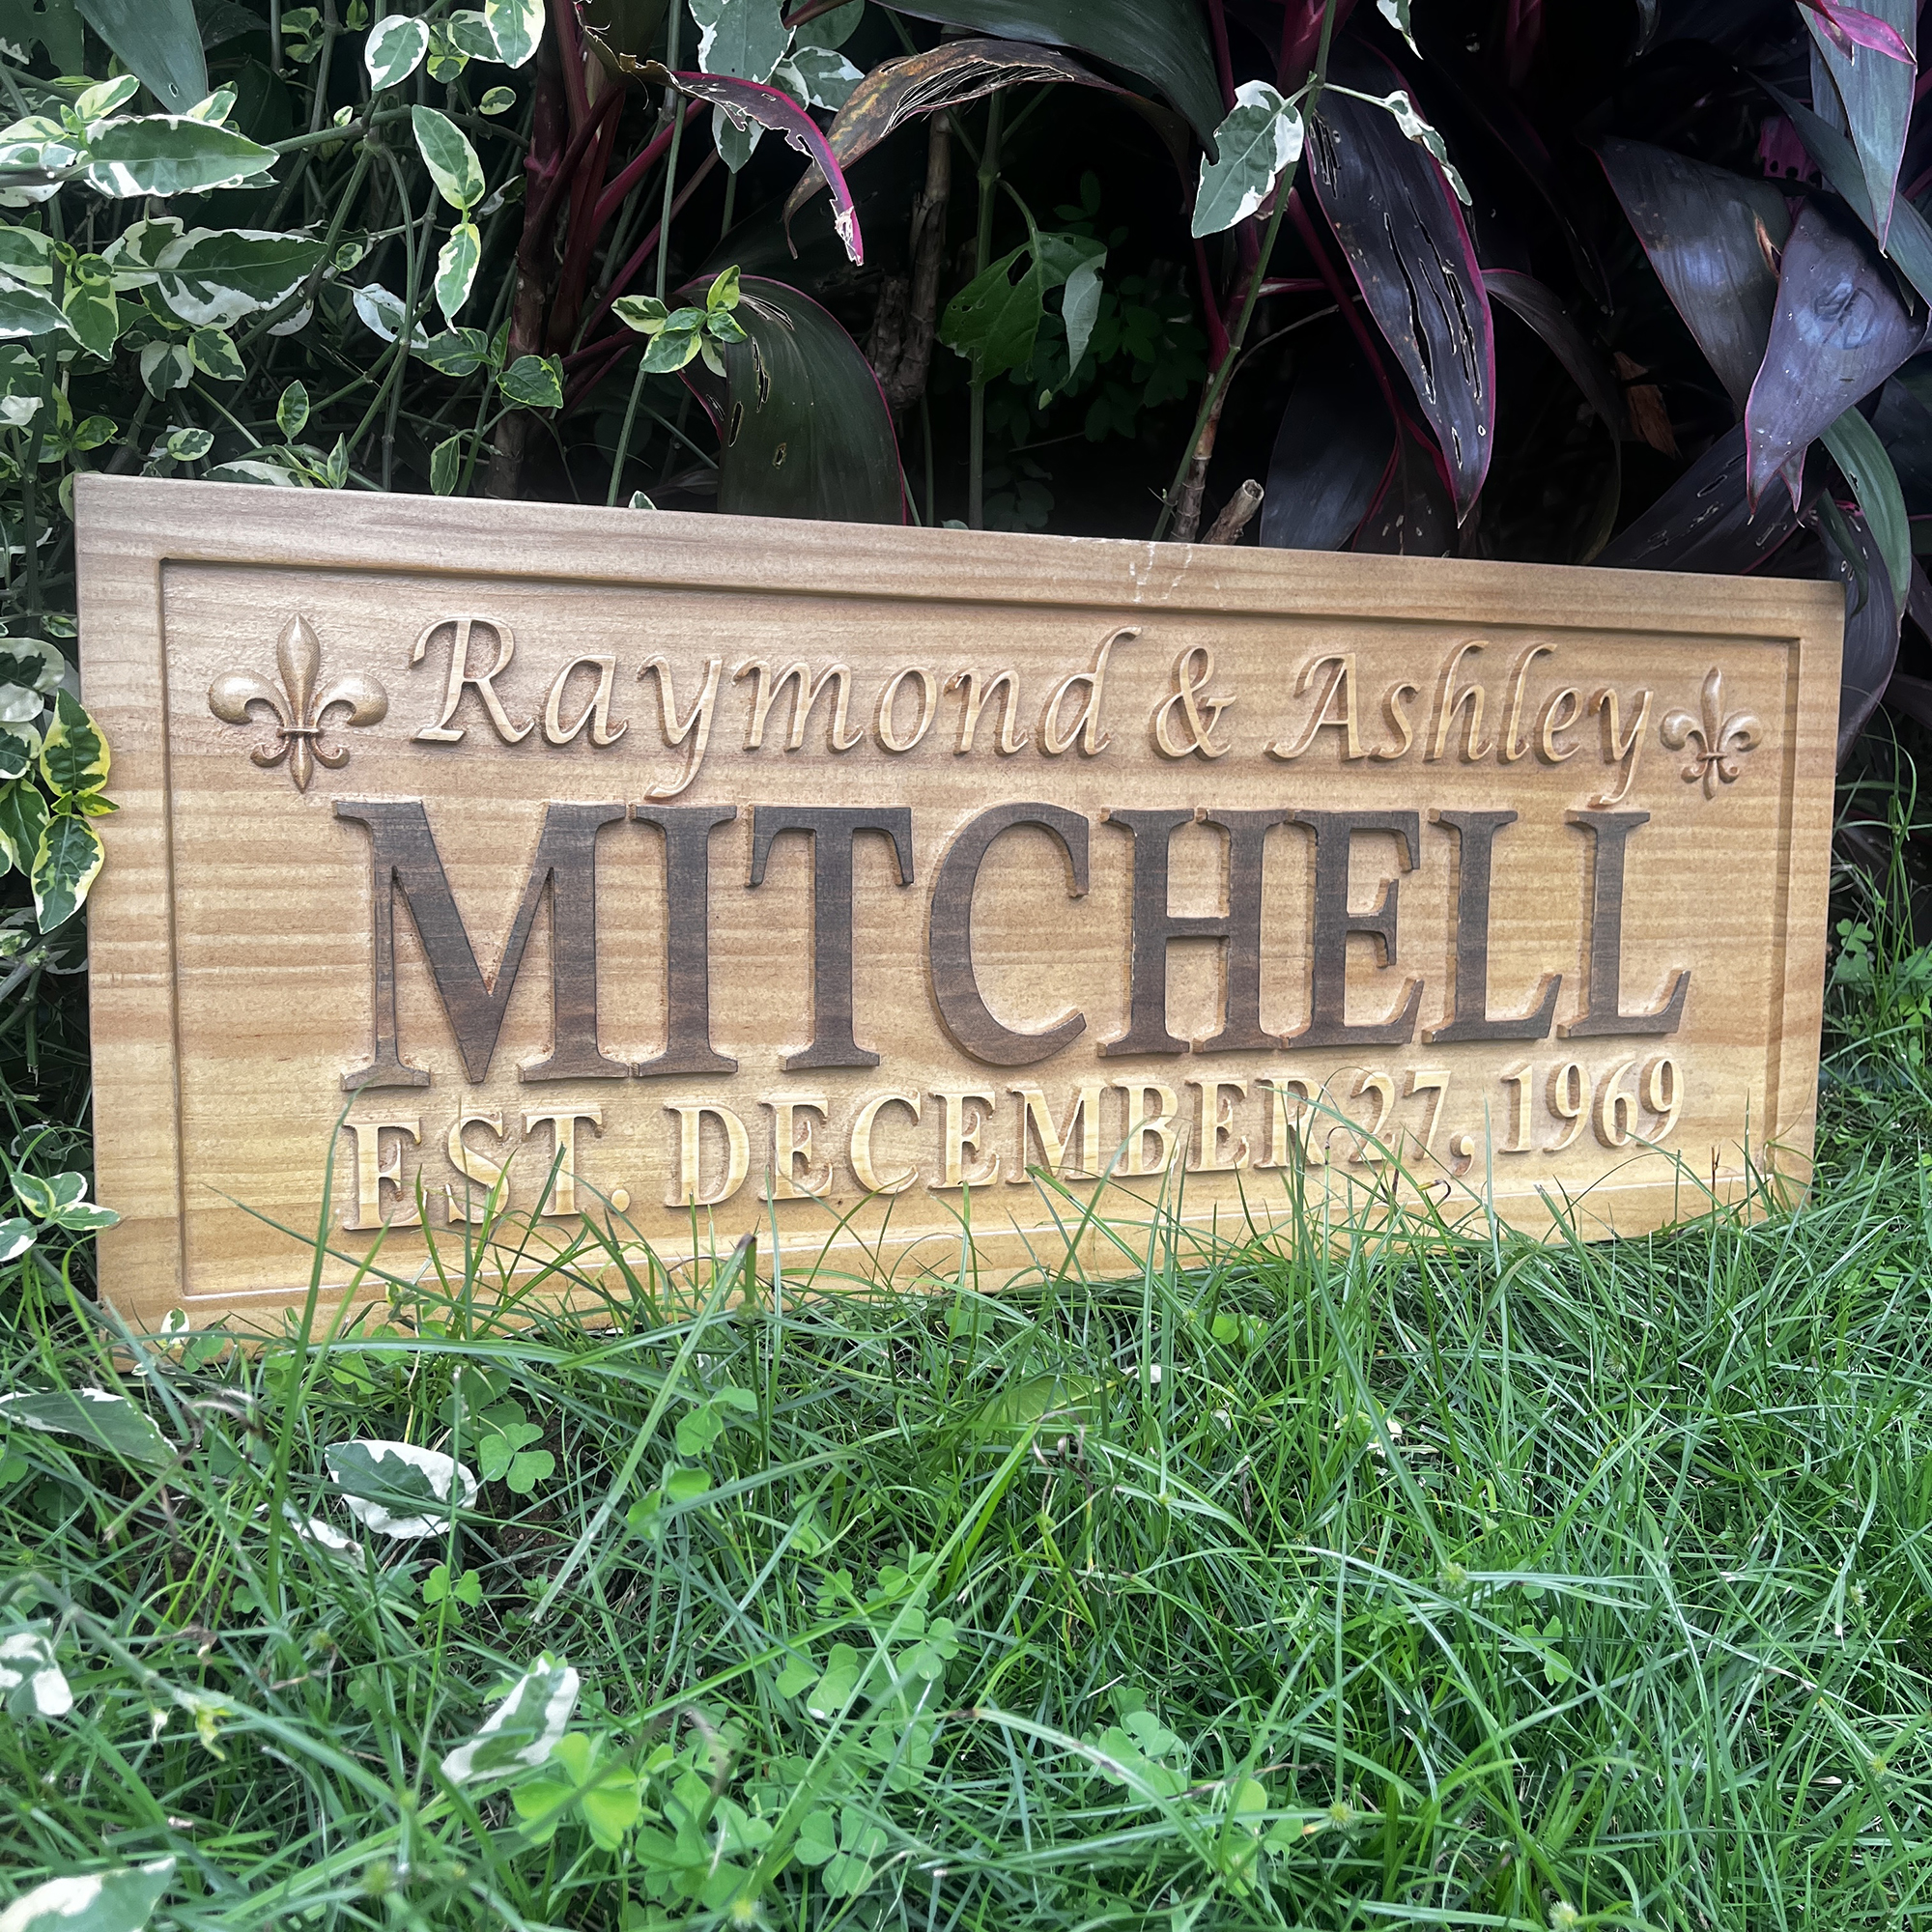 Raymond & Ashley
MITCHELL
EST. DECEMBER 27, 1969